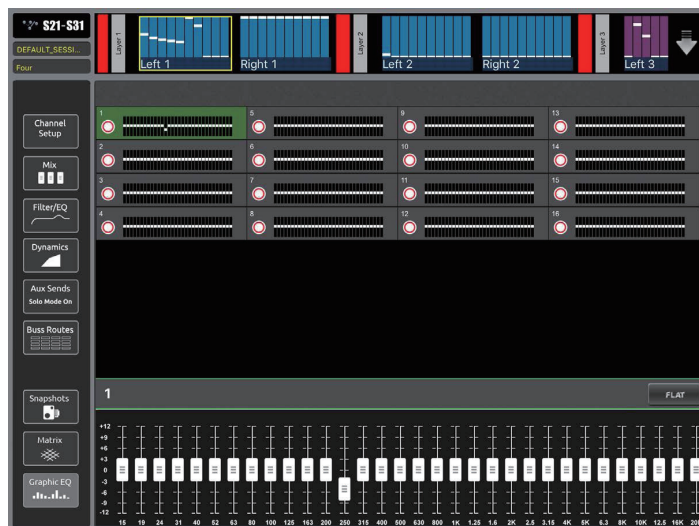 S21-S31
DEFAULT_SESSI...
Four
Layer 1
Left 1
Right 1
Layer 2
Left 2
Right 2
Layer 3
Left 3
Channel
Setup
Mix
Filter/EQ
Dynamics
Aux Sends
Solo Mode On
Buss Routes
Snapshots
Matrix
Graphic EQ
1 5 9 13
2 6 10 14
3 7 11 15
4 8 12 16
1
FLAT
+12
+9
+6
+3
0
-3
-6
-9
-12
15 19 24 31 40 52 63 80 100 125 163 200 250 315 400 500 630 800 1K 1.25 1.6 2K 2.5 3.15 4K 5K 6.3 8K 10K 12.5 16K